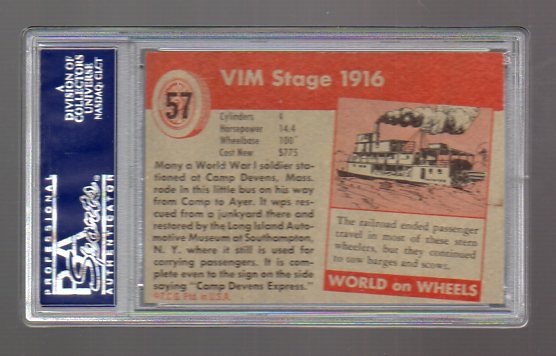 A
DIVISION OF
COLLECTORS
UNIVERSE
NASDAQ: CLCT
PROFESSIONAL
PSA
Sports
AUTHENTICATOR
57
VIM Stage 1916
Cylinders 4
Horsepower 14.4
Wheelbase 100"
Cost New $775
Many a World War I soldier sta-
tioned at Camp Devens, Mass.
rode in this little bus on his way
from Camp to Ayer. It was res-
cued from a junkyard there and
restored by the Long Island Auto-
motive Museum at Southampton,
N. Y. where it still is used for
carrying passengers. It is com-
plete even to the sign on the side
saying "Camp Devens Express."
©T.C.G. Ptd. in U.S.A.
The railroad ended passenger
travel in most of these stern
wheelers, but they continued
to tow barges and scows.
WORLD on WHEELS